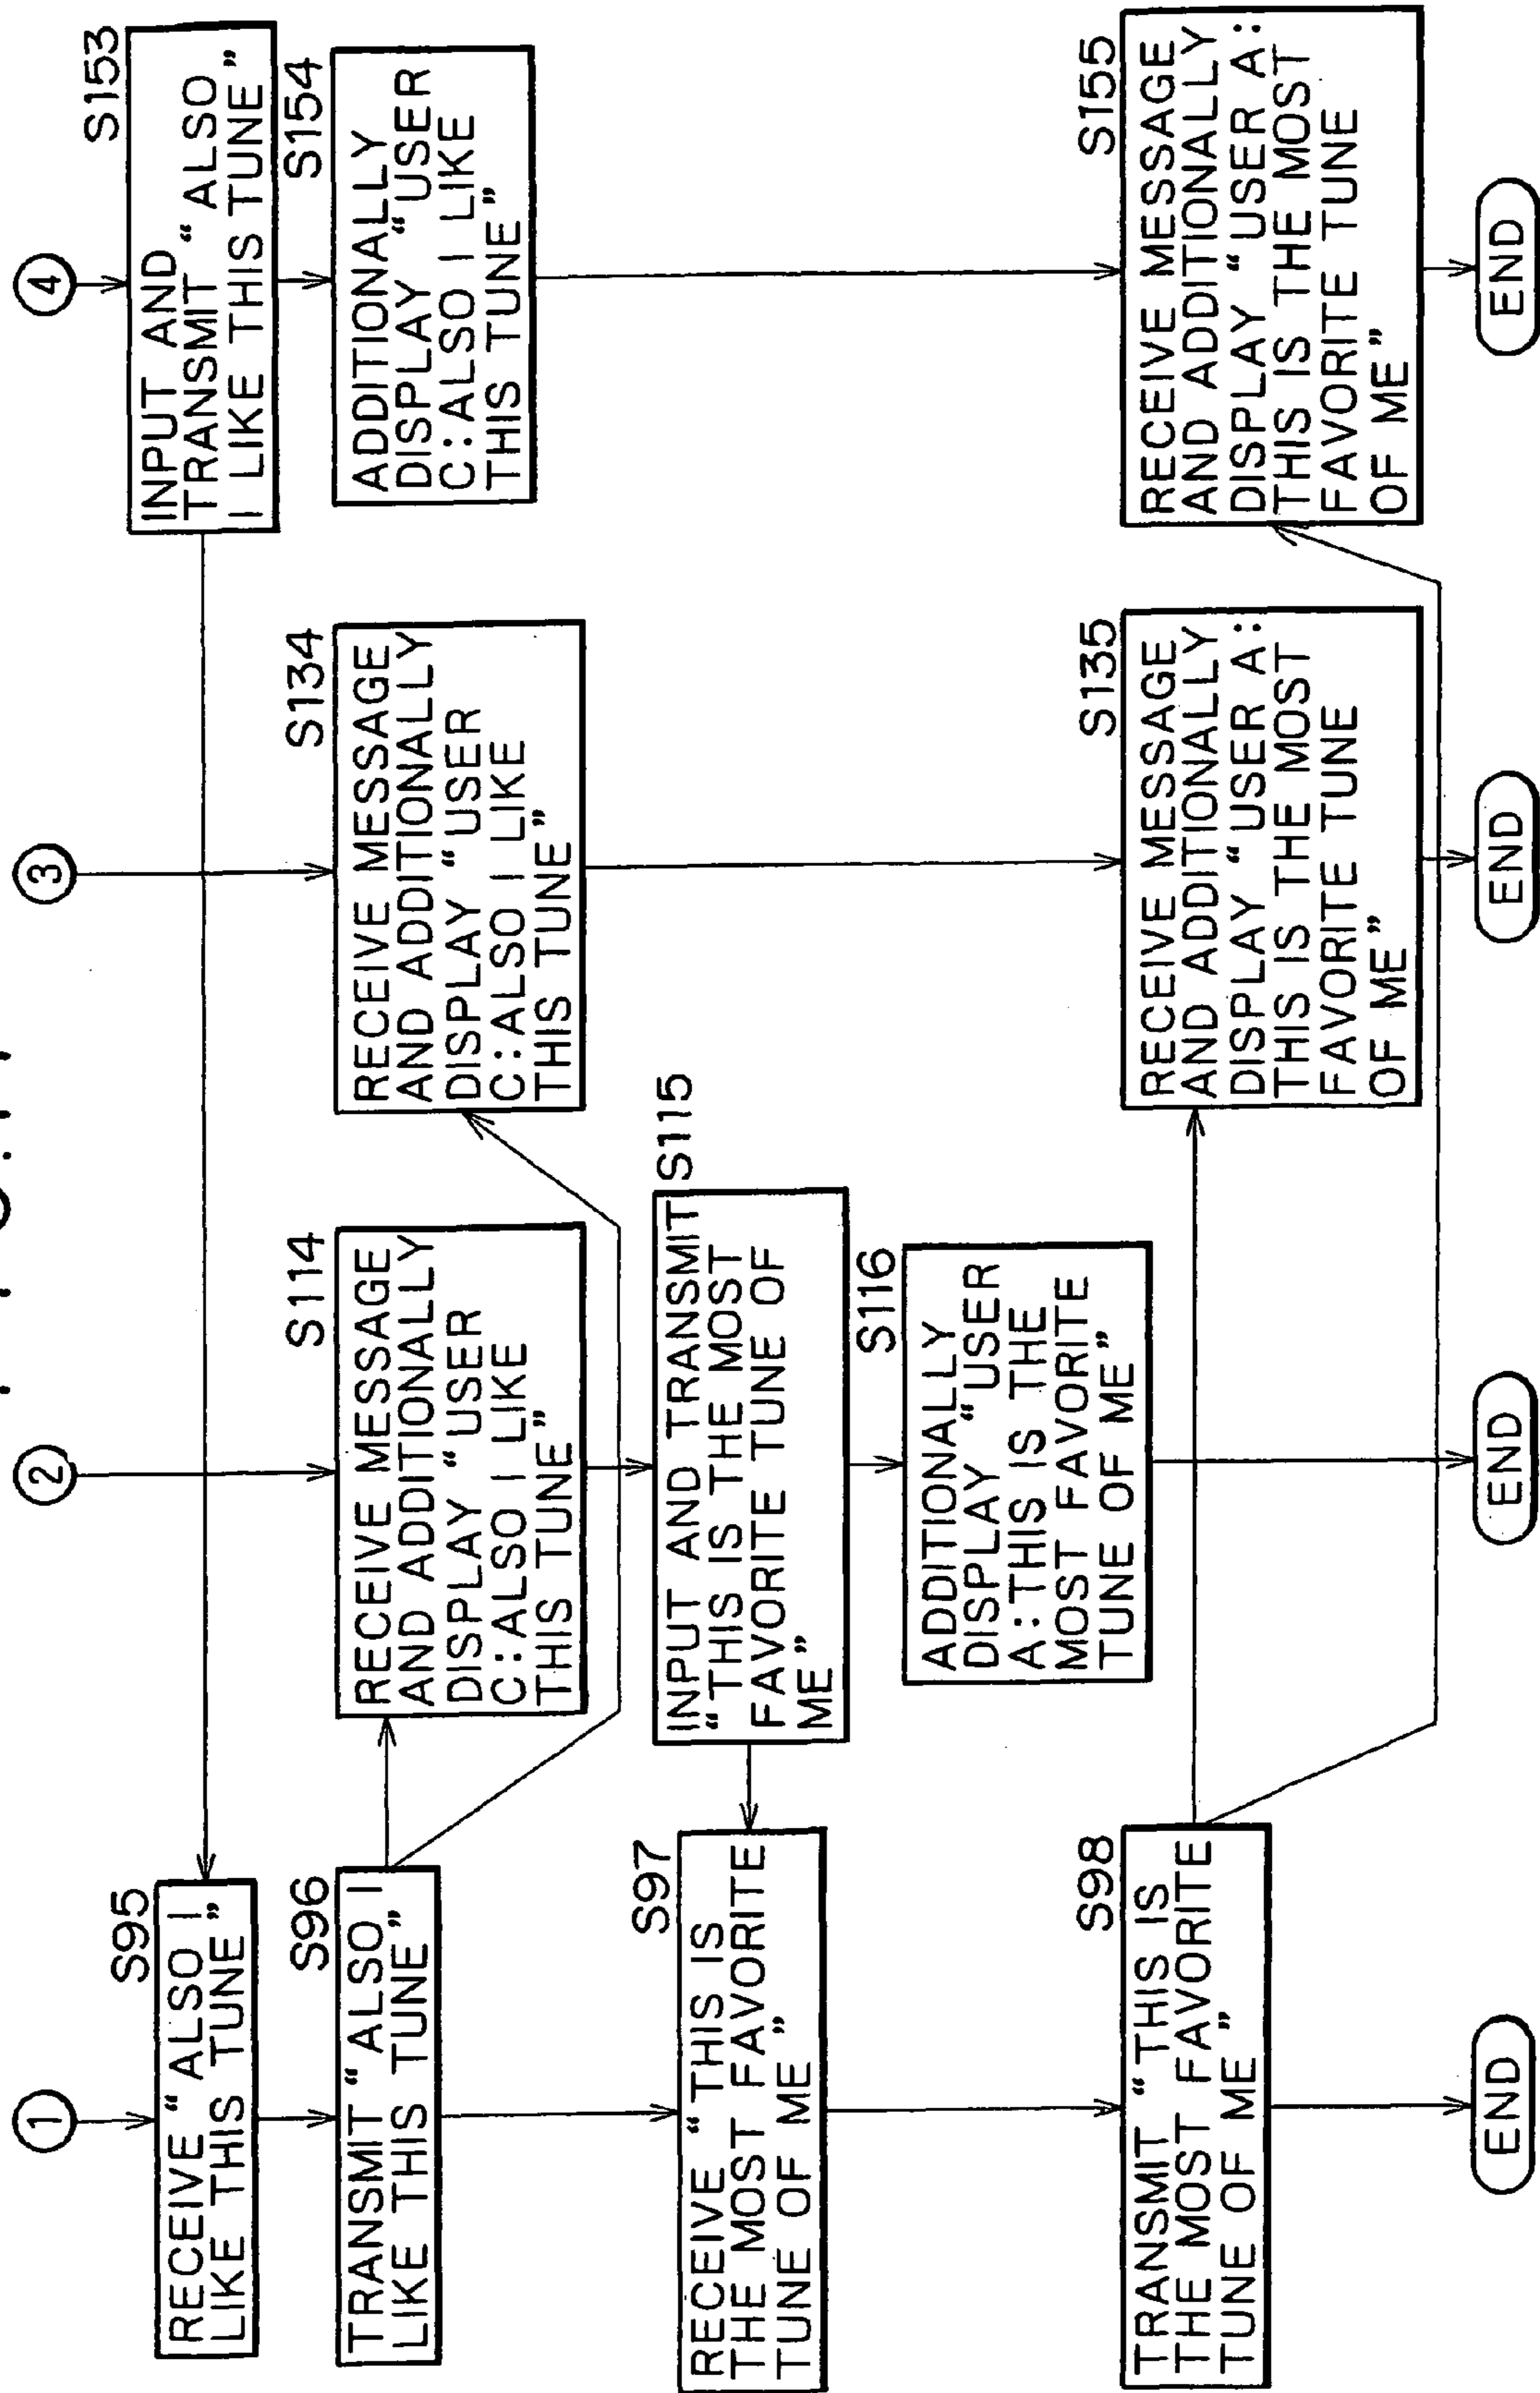 1
S95
RECEIVE "ALSO I
LIKE THIS TUNE"
S96
TRANSMIT "ALSO I
LIKE THIS TUNE"
S97
RECEIVE "THIS IS
THE MOST FAVORITE
TUNE OF ME"
S98
TRANSMIT "THIS IS
THE MOST FAVORITE
TUNE OF ME"
END
2
S114
RECEIVE MESSAGE
AND ADDITIONALLY
DISPLAY "USER
C:ALSO I LIKE
THIS TUNE"
S115
INPUT AND TRANSMIT
"THIS IS THE MOST
FAVORITE TUNE OF
ME"
S116
ADDITIONALLY
DISPLAY "USER
A:THIS IS THE
MOST FAVORITE
TUNE OF ME"
END
3
S134
RECEIVE MESSAGE
AND ADDITIONALLY
DISPLAY "USER
C:ALSO I LIKE
THIS TUNE"
S135
RECEIVE MESSAGE
AND ADDITIONALLY
DISPLAY "USER A:
THIS IS THE MOST
FAVORITE TUNE
OF ME"
END
4
S153
INPUT AND
TRANSMIT "ALSO
I LIKE THIS TUNE"
S154
ADDITIONALLY
DISPLAY "USER
C:ALSO I LIKE
THIS TUNE"
S155
RECEIVE MESSAGE
AND ADDITIONALLY
DISPLAY "USER A:
THIS IS THE MOST
FAVORITE TUNE
OF ME"
END